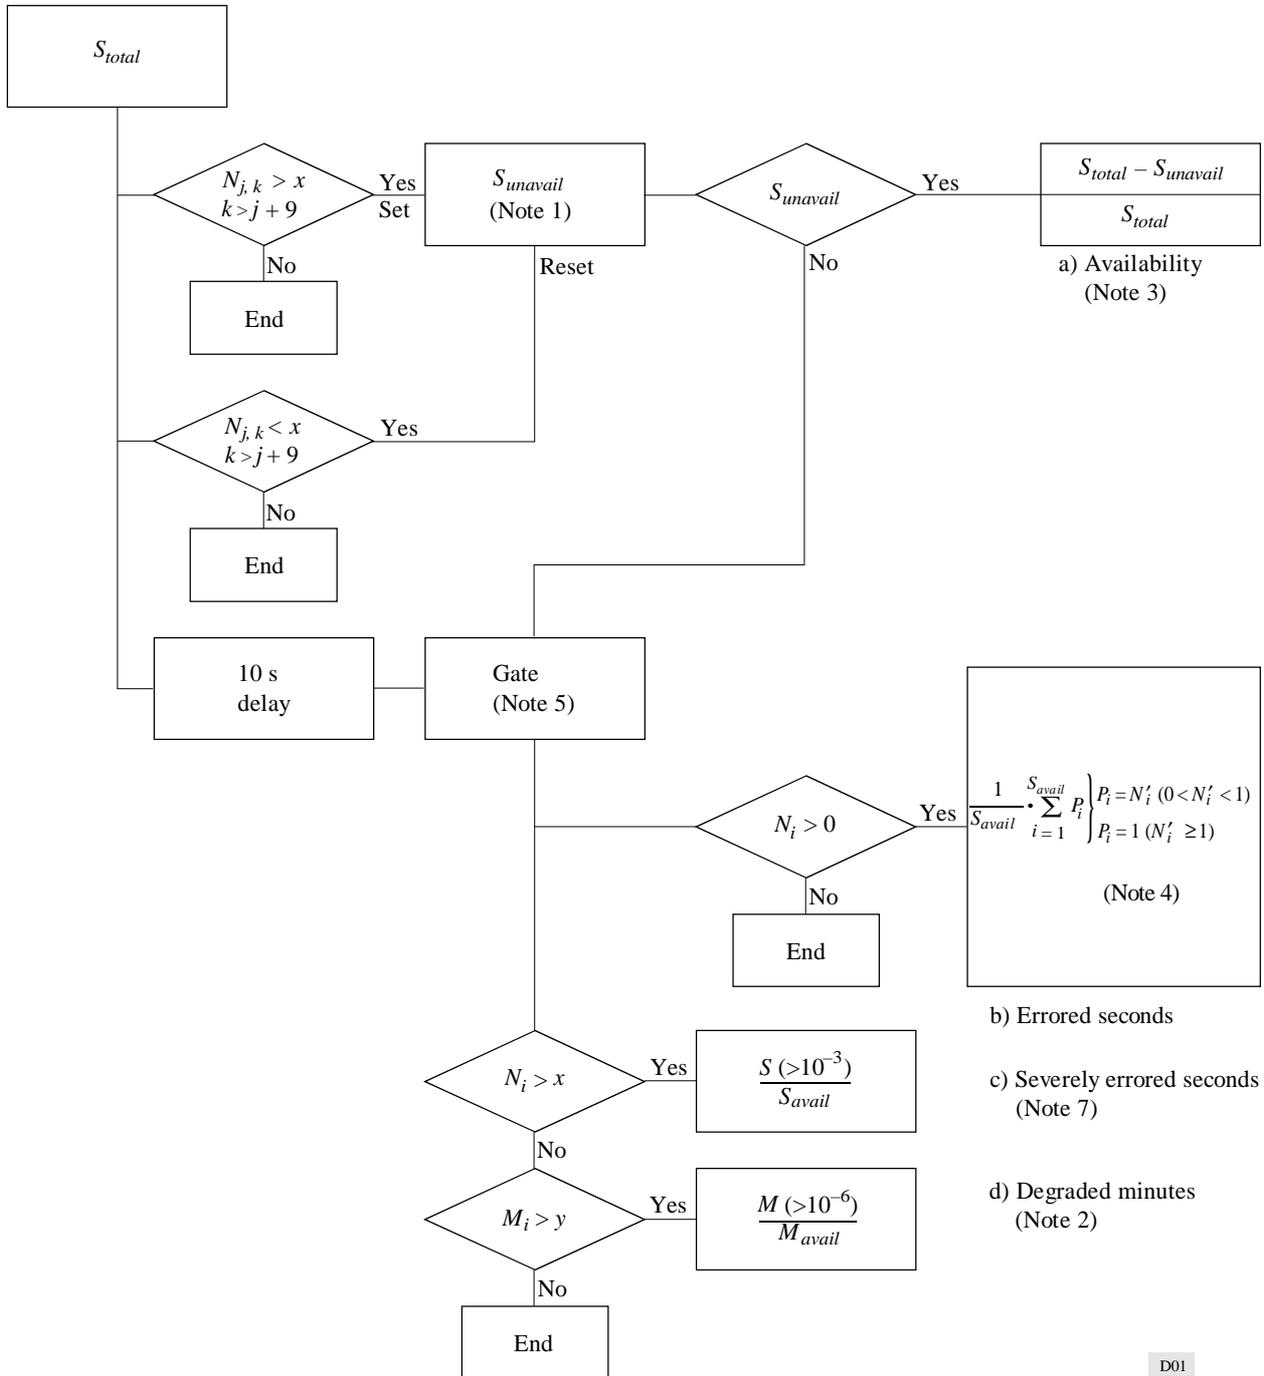 S_total
N_{j, k} > x
k > j + 9
Yes
Set
S_unavail
(Note 1)
S_unavail
Yes
S_total – S_unavail
S_total
a) Availability
(Note 3)
No
End
Reset
No
N_{j, k} < x
k > j + 9
Yes
No
End
10 s
delay
Gate
(Note 5)
N_i > 0
Yes
1
S_avail
•
S_avail
∑
i = 1
P_i
}
P_i = N′_i (0 < N′_i < 1)
P_i = 1 (N′_i ≥1)
(Note 4)
No
End
b) Errored seconds
N_i > x
Yes
S (>10⁻³)
S_avail
c) Severely errored seconds
(Note 7)
No
M_i > y
Yes
M (>10⁻⁶)
M_avail
d) Degraded minutes
(Note 2)
No
End
D01